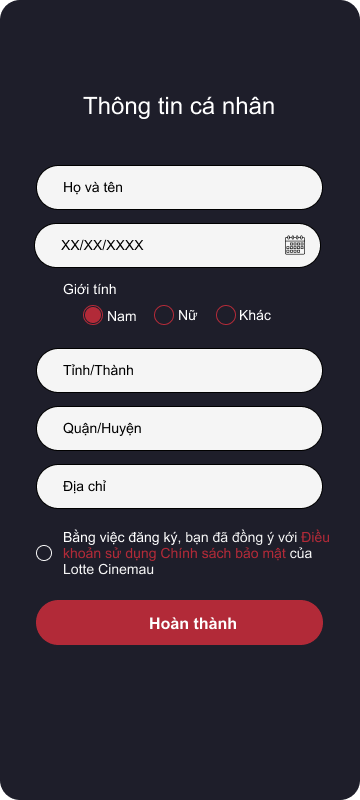 Thông tin cá nhân
Họ và tên
XX/XX/XXXX
Giới tính
Nam Nữ Khác
Tỉnh/Thành
Quận/Huyện
Địa chỉ
Bằng việc đăng ký, bạn đã đồng ý với Điều
khoản sử dụng Chính sách bảo mật của
Lotte Cinemau
Hoàn thành